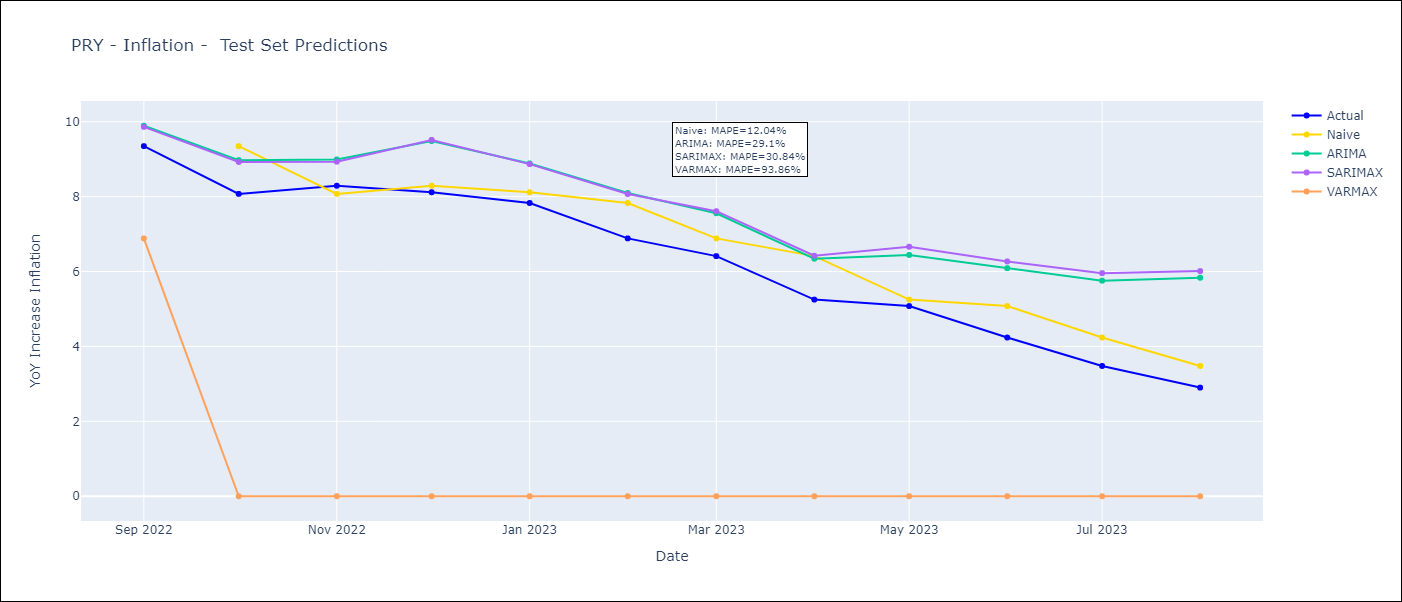 PRY - Inflation -  Test Set Predictions
Naive: MAPE=12.04%
ARIMA: MAPE=29.1%
SARIMAX: MAPE=30.84%
VARMAX: MAPE=93.86%
Actual
Naive
ARIMA
SARIMAX
VARMAX
YoY Increase Inflation
10
8
6
4
2
0
Sep 2022
Nov 2022
Jan 2023
Mar 2023
May 2023
Jul 2023
Date